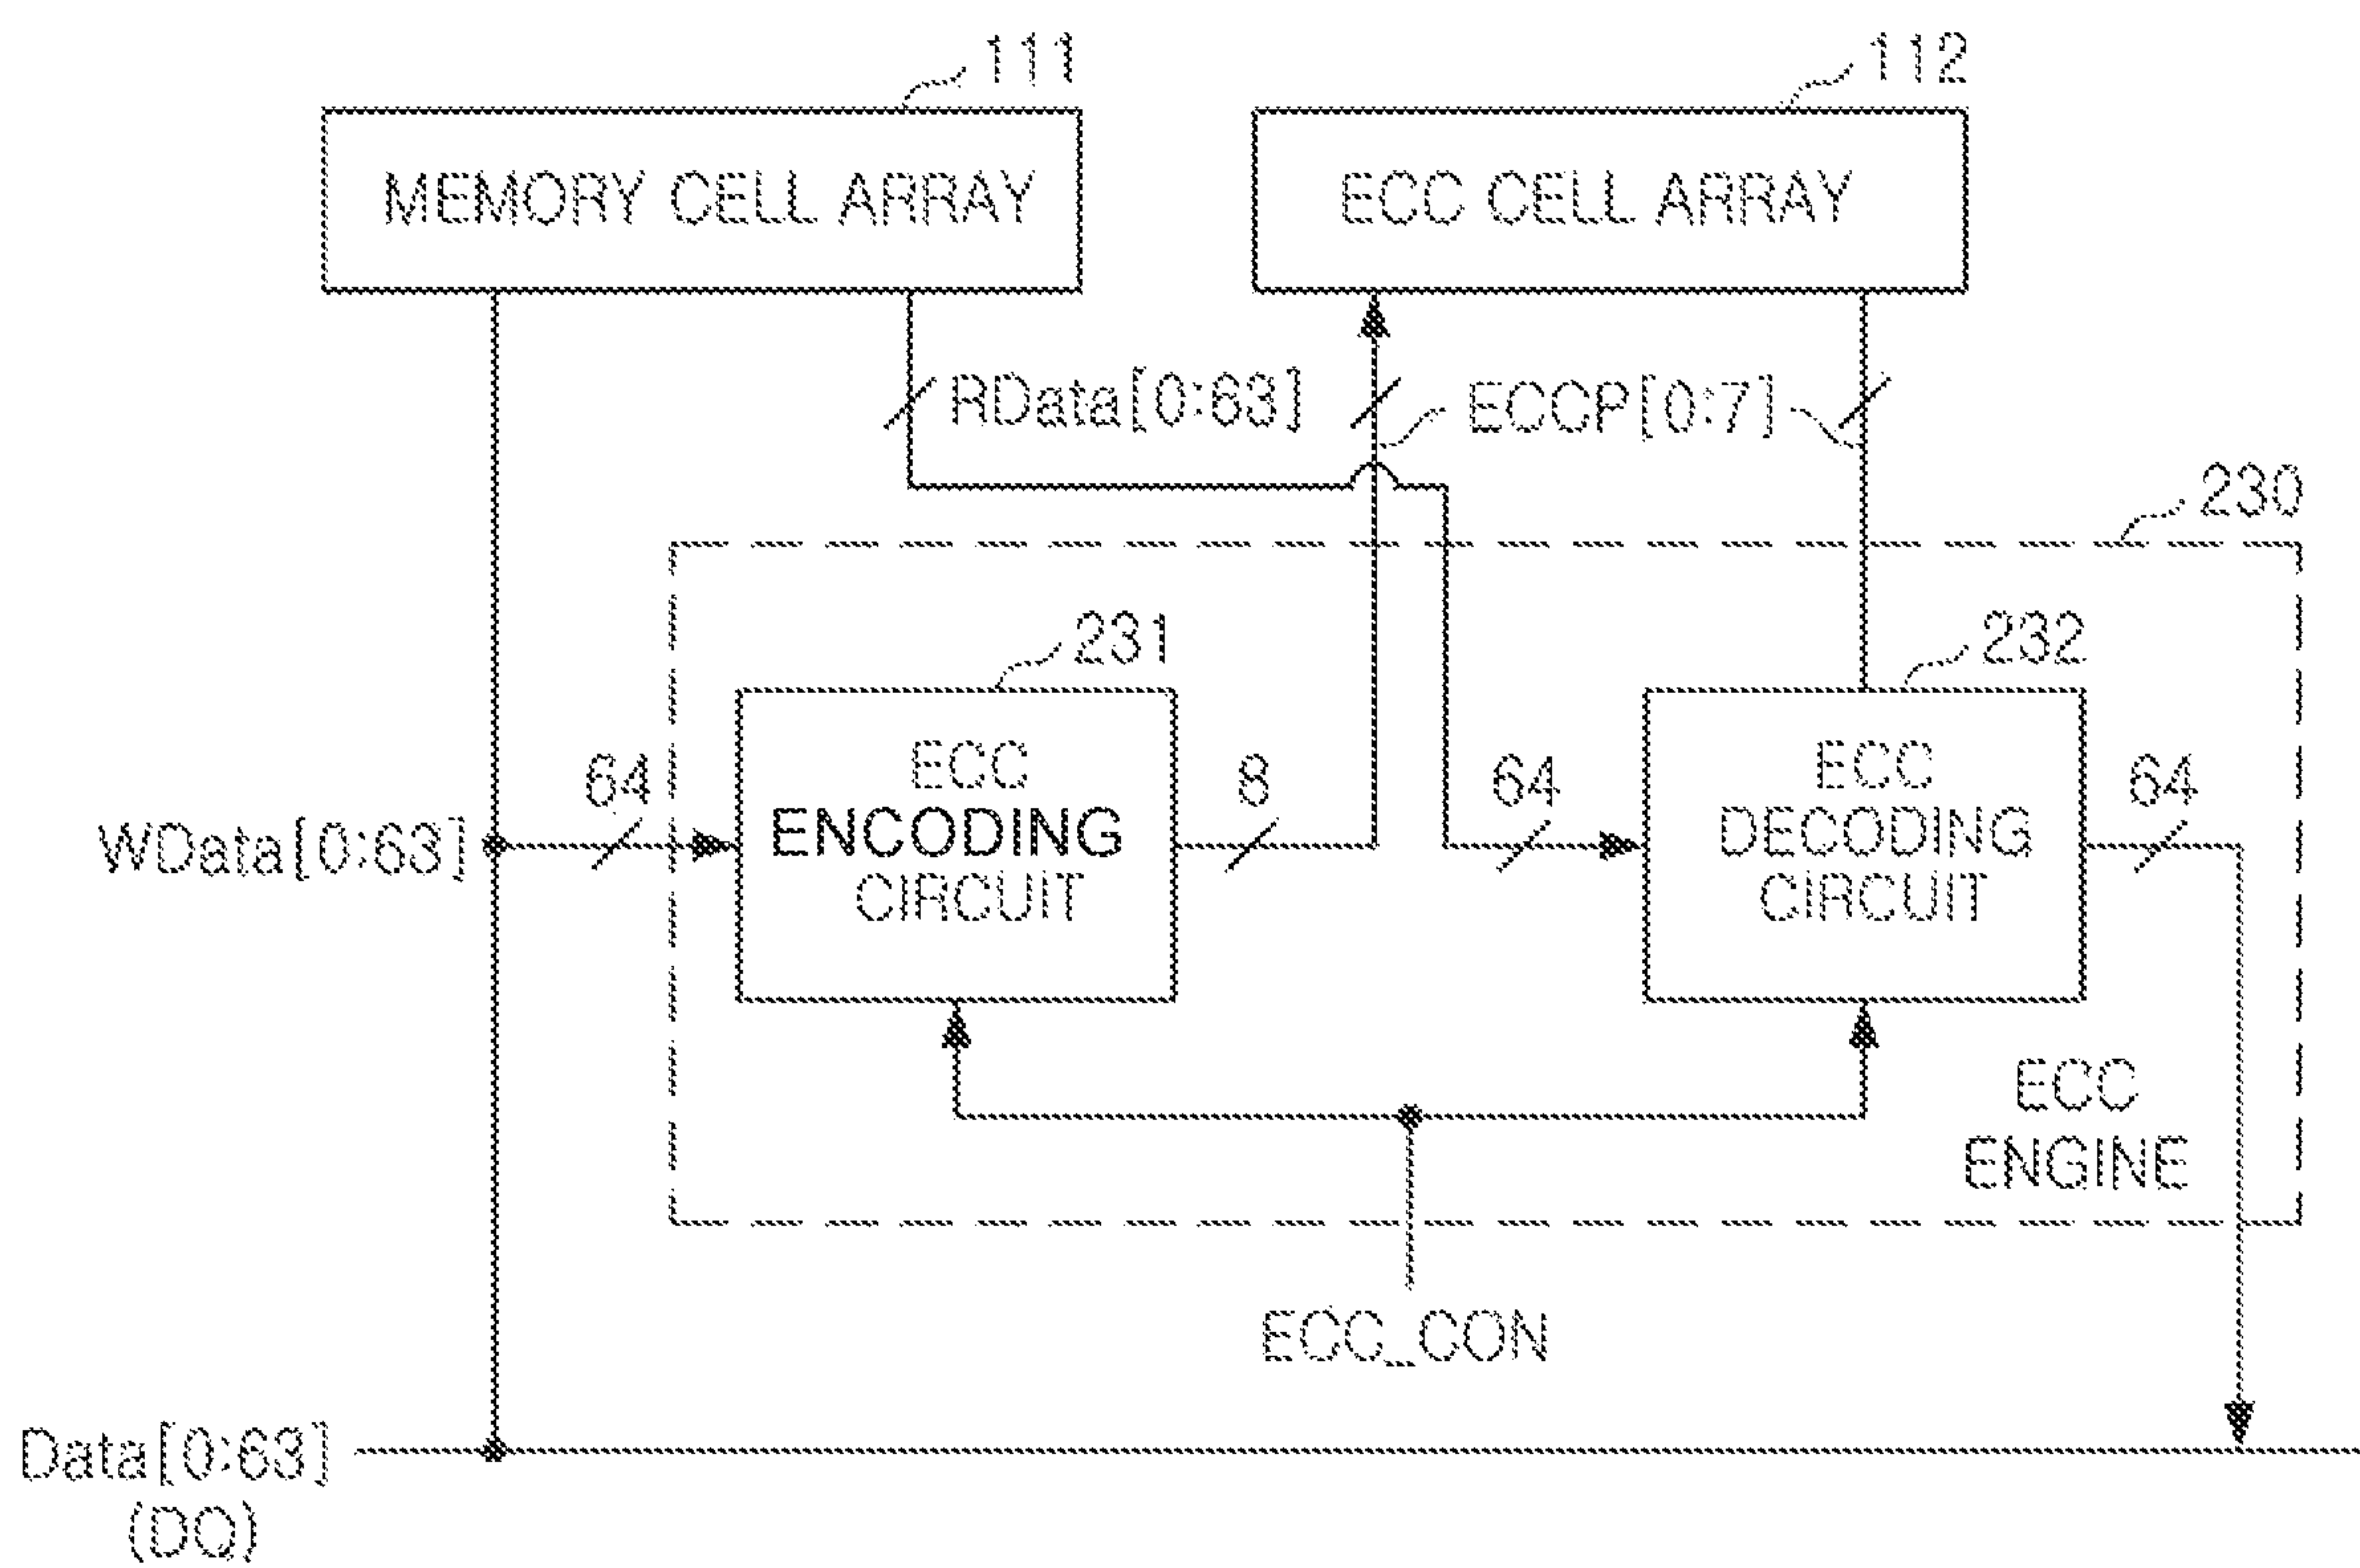 111
112
MEMORY CELL ARRAY
ECC CELL ARRAY
RData[0:63]
ECCP[0:7]
230
231
232
64
ECC
ENCODING
CIRCUIT
8
64
ECC
DECODING
CIRCUIT
64
WData[0:63]
ECC
ENGINE
ECC_CON
Data[0:63]
(DQ)